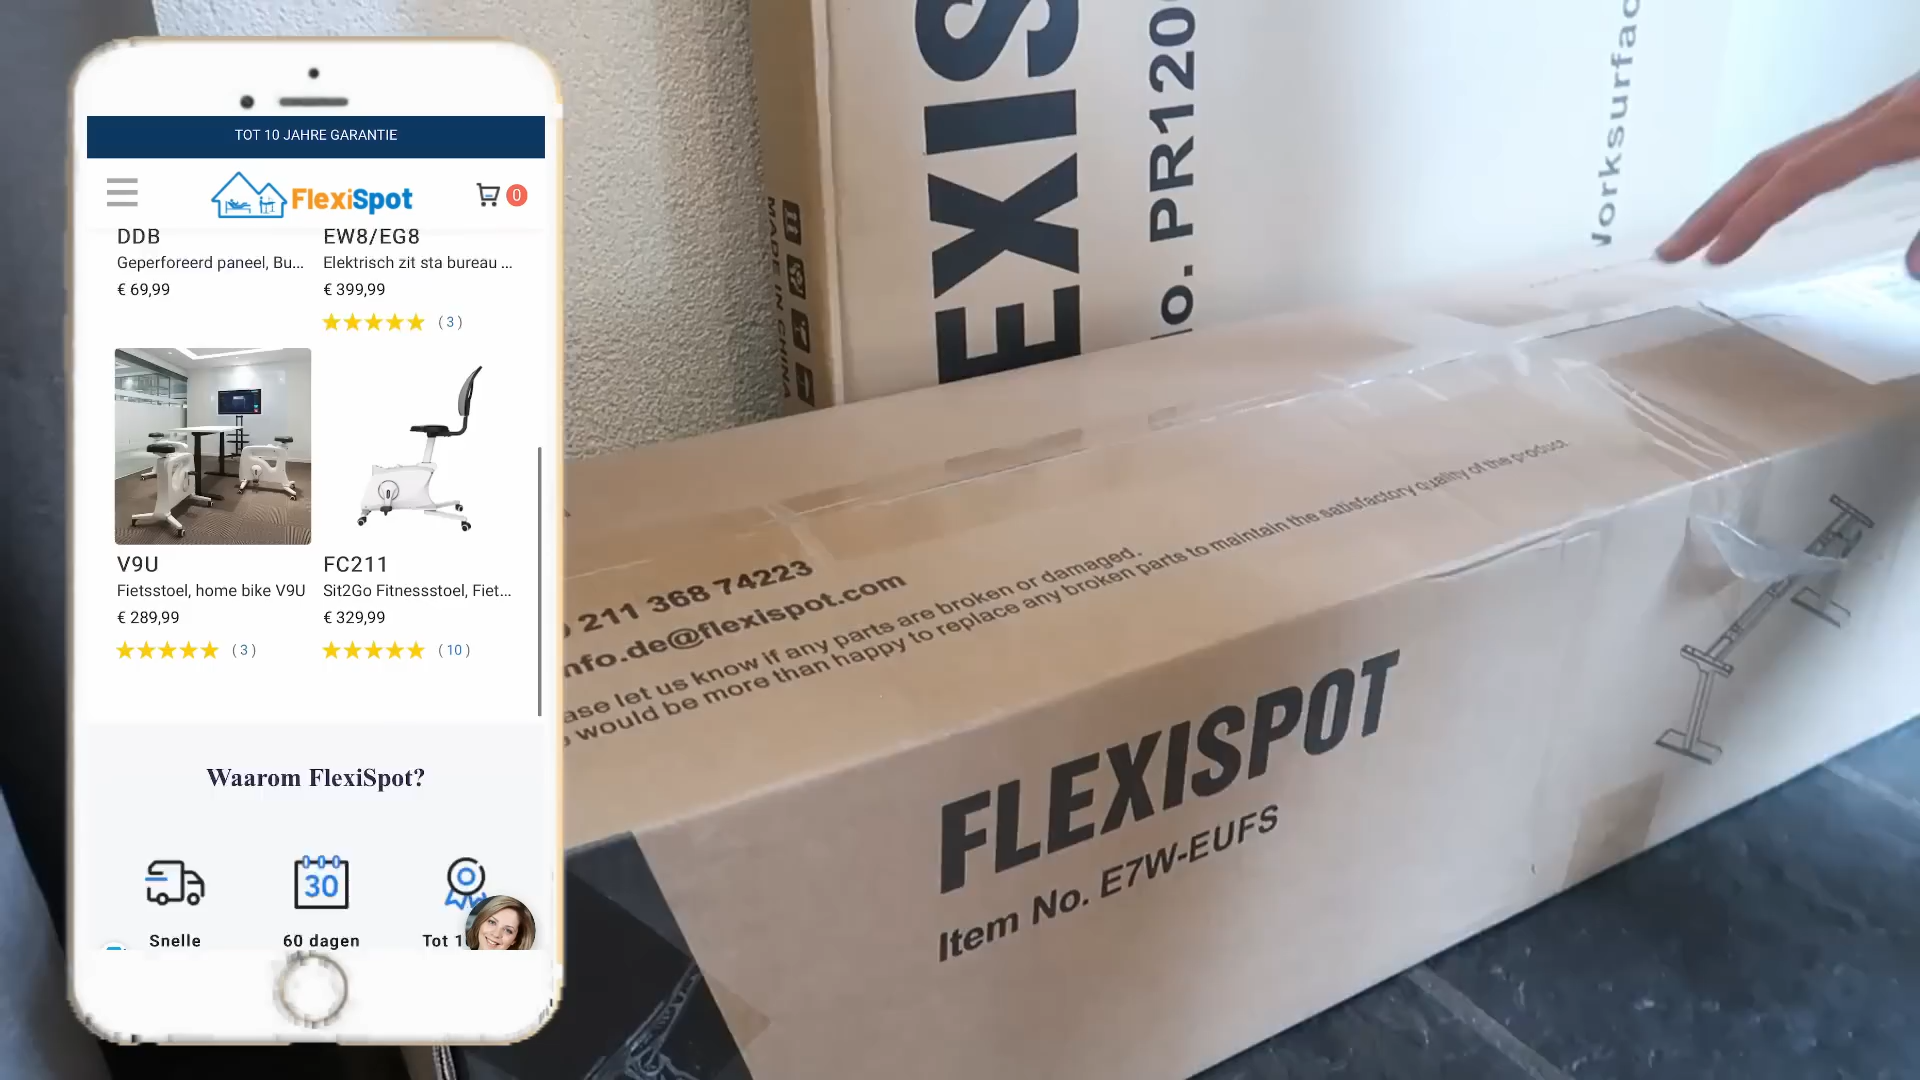 TOT 10 JAHRE GARANTIE
FlexiSpot
0
DDB
Geperforeerd paneel, Bu...
€ 69,99
EW8/EG8
Elektrisch zit sta bureau ...
€ 399,99
( 3 )
V9U
Fietsstoel, home bike V9U
€ 289,99
( 3 )
FC211
Sit2Go Fitnessstoel, Fiet...
€ 329,99
( 10 )
Waarom FlexiSpot?
30
Snelle
60 dagen
Tot 1
EXIS
o. PR120
Worksurfac
MADE IN CHINA
211 368 74223
nfo.de@flexispot.com
ase let us know if any parts are broken or damaged.
would be more than happy to replace any broken parts to maintain the satisfactory quality of the product.
FLEXISPOT
Item No. E7W-EUFS